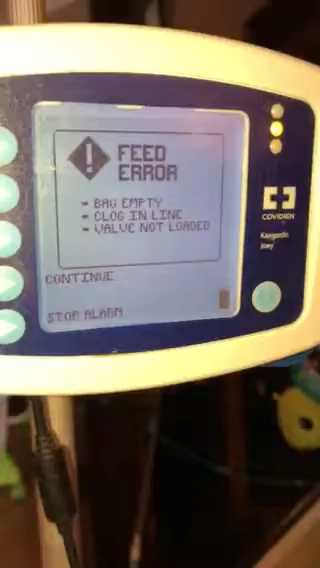 !
FEED
ERROR
- BAG EMPTY
- CLOG IN LINE
- VALVE NOT LOADED
CONTINUE
STOP ALARM
COVIDIEN
Kangaroo
Joey